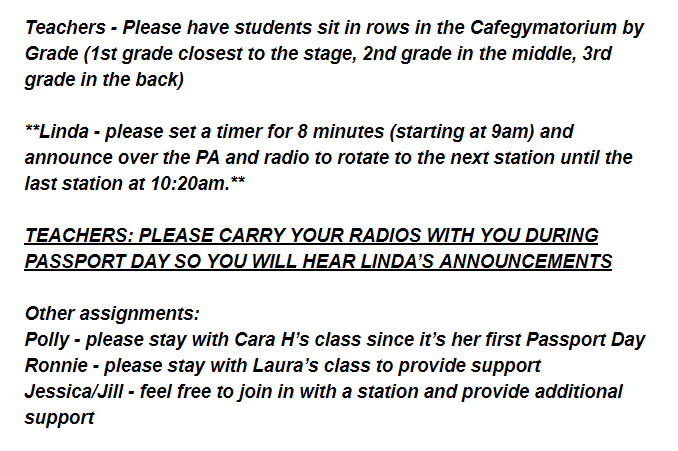 Teachers - Please have students sit in rows in the Cafegymatorium by
Grade (1st grade closest to the stage, 2nd grade in the middle, 3rd
grade in the back)
**Linda - please set a timer for 8 minutes (starting at 9am) and
announce over the PA and radio to rotate to the next station until the
last station at 10:20am.**
TEACHERS: PLEASE CARRY YOUR RADIOS WITH YOU DURING
PASSPORT DAY SO YOU WILL HEAR LINDA’S ANNOUNCEMENTS
Other assignments:
Polly - please stay with Cara H’s class since it’s her first Passport Day
Ronnie - please stay with Laura’s class to provide support
Jessica/Jill - feel free to join in with a station and provide additional
support